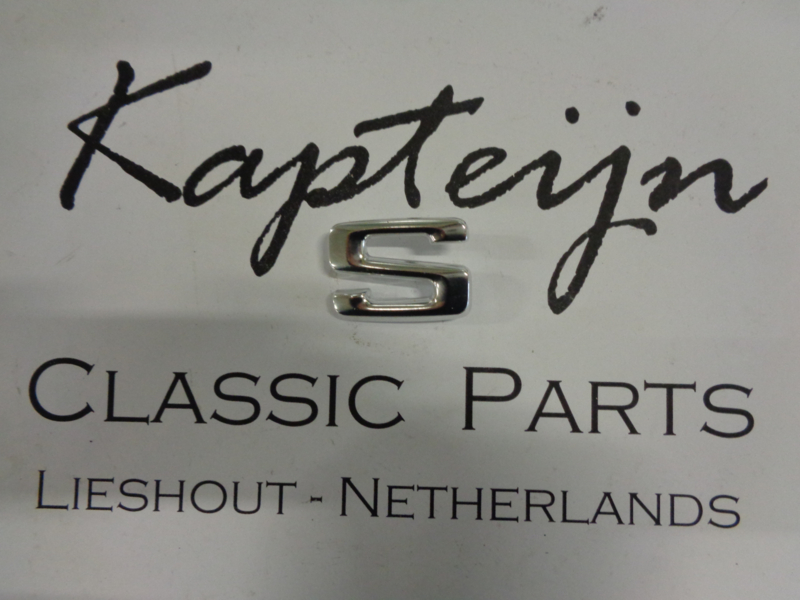 Kapteijn
S
CLASSIC PARTS
LIESHOUT - NETHERLANDS